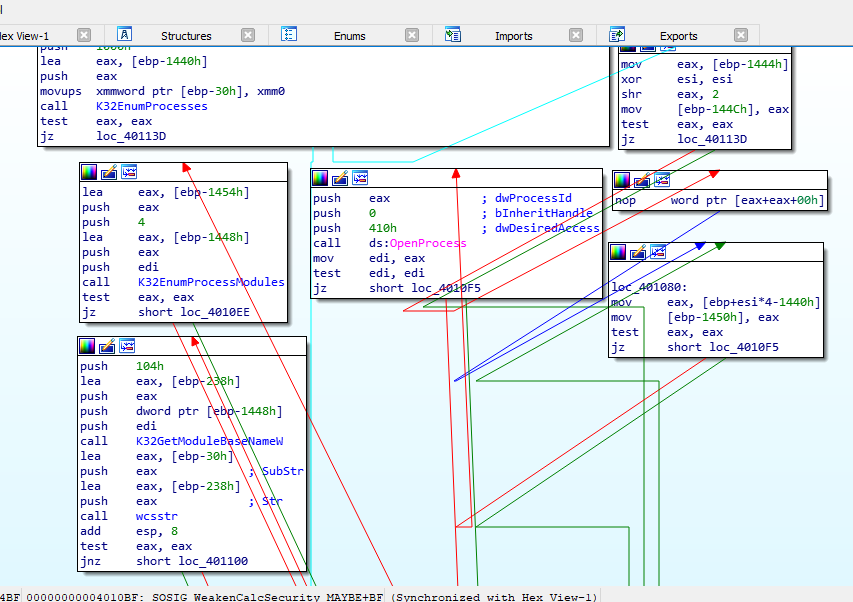 Hex View-1 Structures Enums Imports Exports
lea eax, [ebp-1440h]
push eax
movups xmmword ptr [ebp-30h], xmm0
call K32EnumProcesses
test eax, eax
jz loc_40113D
mov eax, [ebp-1444h]
xor esi, esi
shr eax, 2
mov [ebp-144Ch], eax
test eax, eax
jz loc_40113D
lea eax, [ebp-1454h]
push eax
push 4
lea eax, [ebp-1448h]
push eax
push edi
call K32EnumProcessModules
test eax, eax
jz short loc_4010EE
push eax ; dwProcessId
push 0 ; bInheritHandle
push 410h ; dwDesiredAccess
call ds:OpenProcess
mov edi, eax
test edi, edi
jz short loc_4010F5
nop word ptr [eax+eax+00h]
loc_401080:
mov eax, [ebp+esi*4-1440h]
mov [ebp-1450h], eax
test eax, eax
jz short loc_4010F5
push 104h
lea eax, [ebp-238h]
push eax
push dword ptr [ebp-1448h]
push edi
call K32GetModuleBaseNameW
lea eax, [ebp-30h]
push eax ; SubStr
lea eax, [ebp-238h]
push eax ; Str
call wcsstr
add esp, 8
test eax, eax
jnz short loc_401100
4BF 00000000004010BF: SOSIG_WeakenCalcSecurity_MAYBE+BF (Synchronized with Hex View-1)